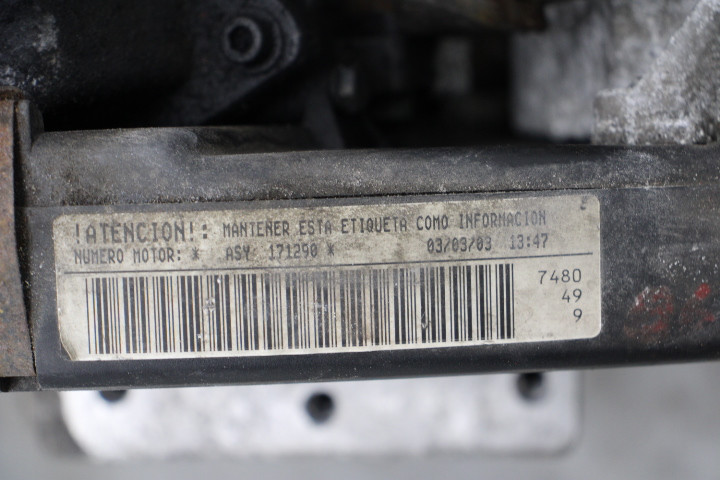 !ATENCION!: MANTENER ESTA ETIQUETA COMO INFORMACION
NUMERO MOTOR: * ASY 171290 * 03/03/03 13:47
7480
49
9